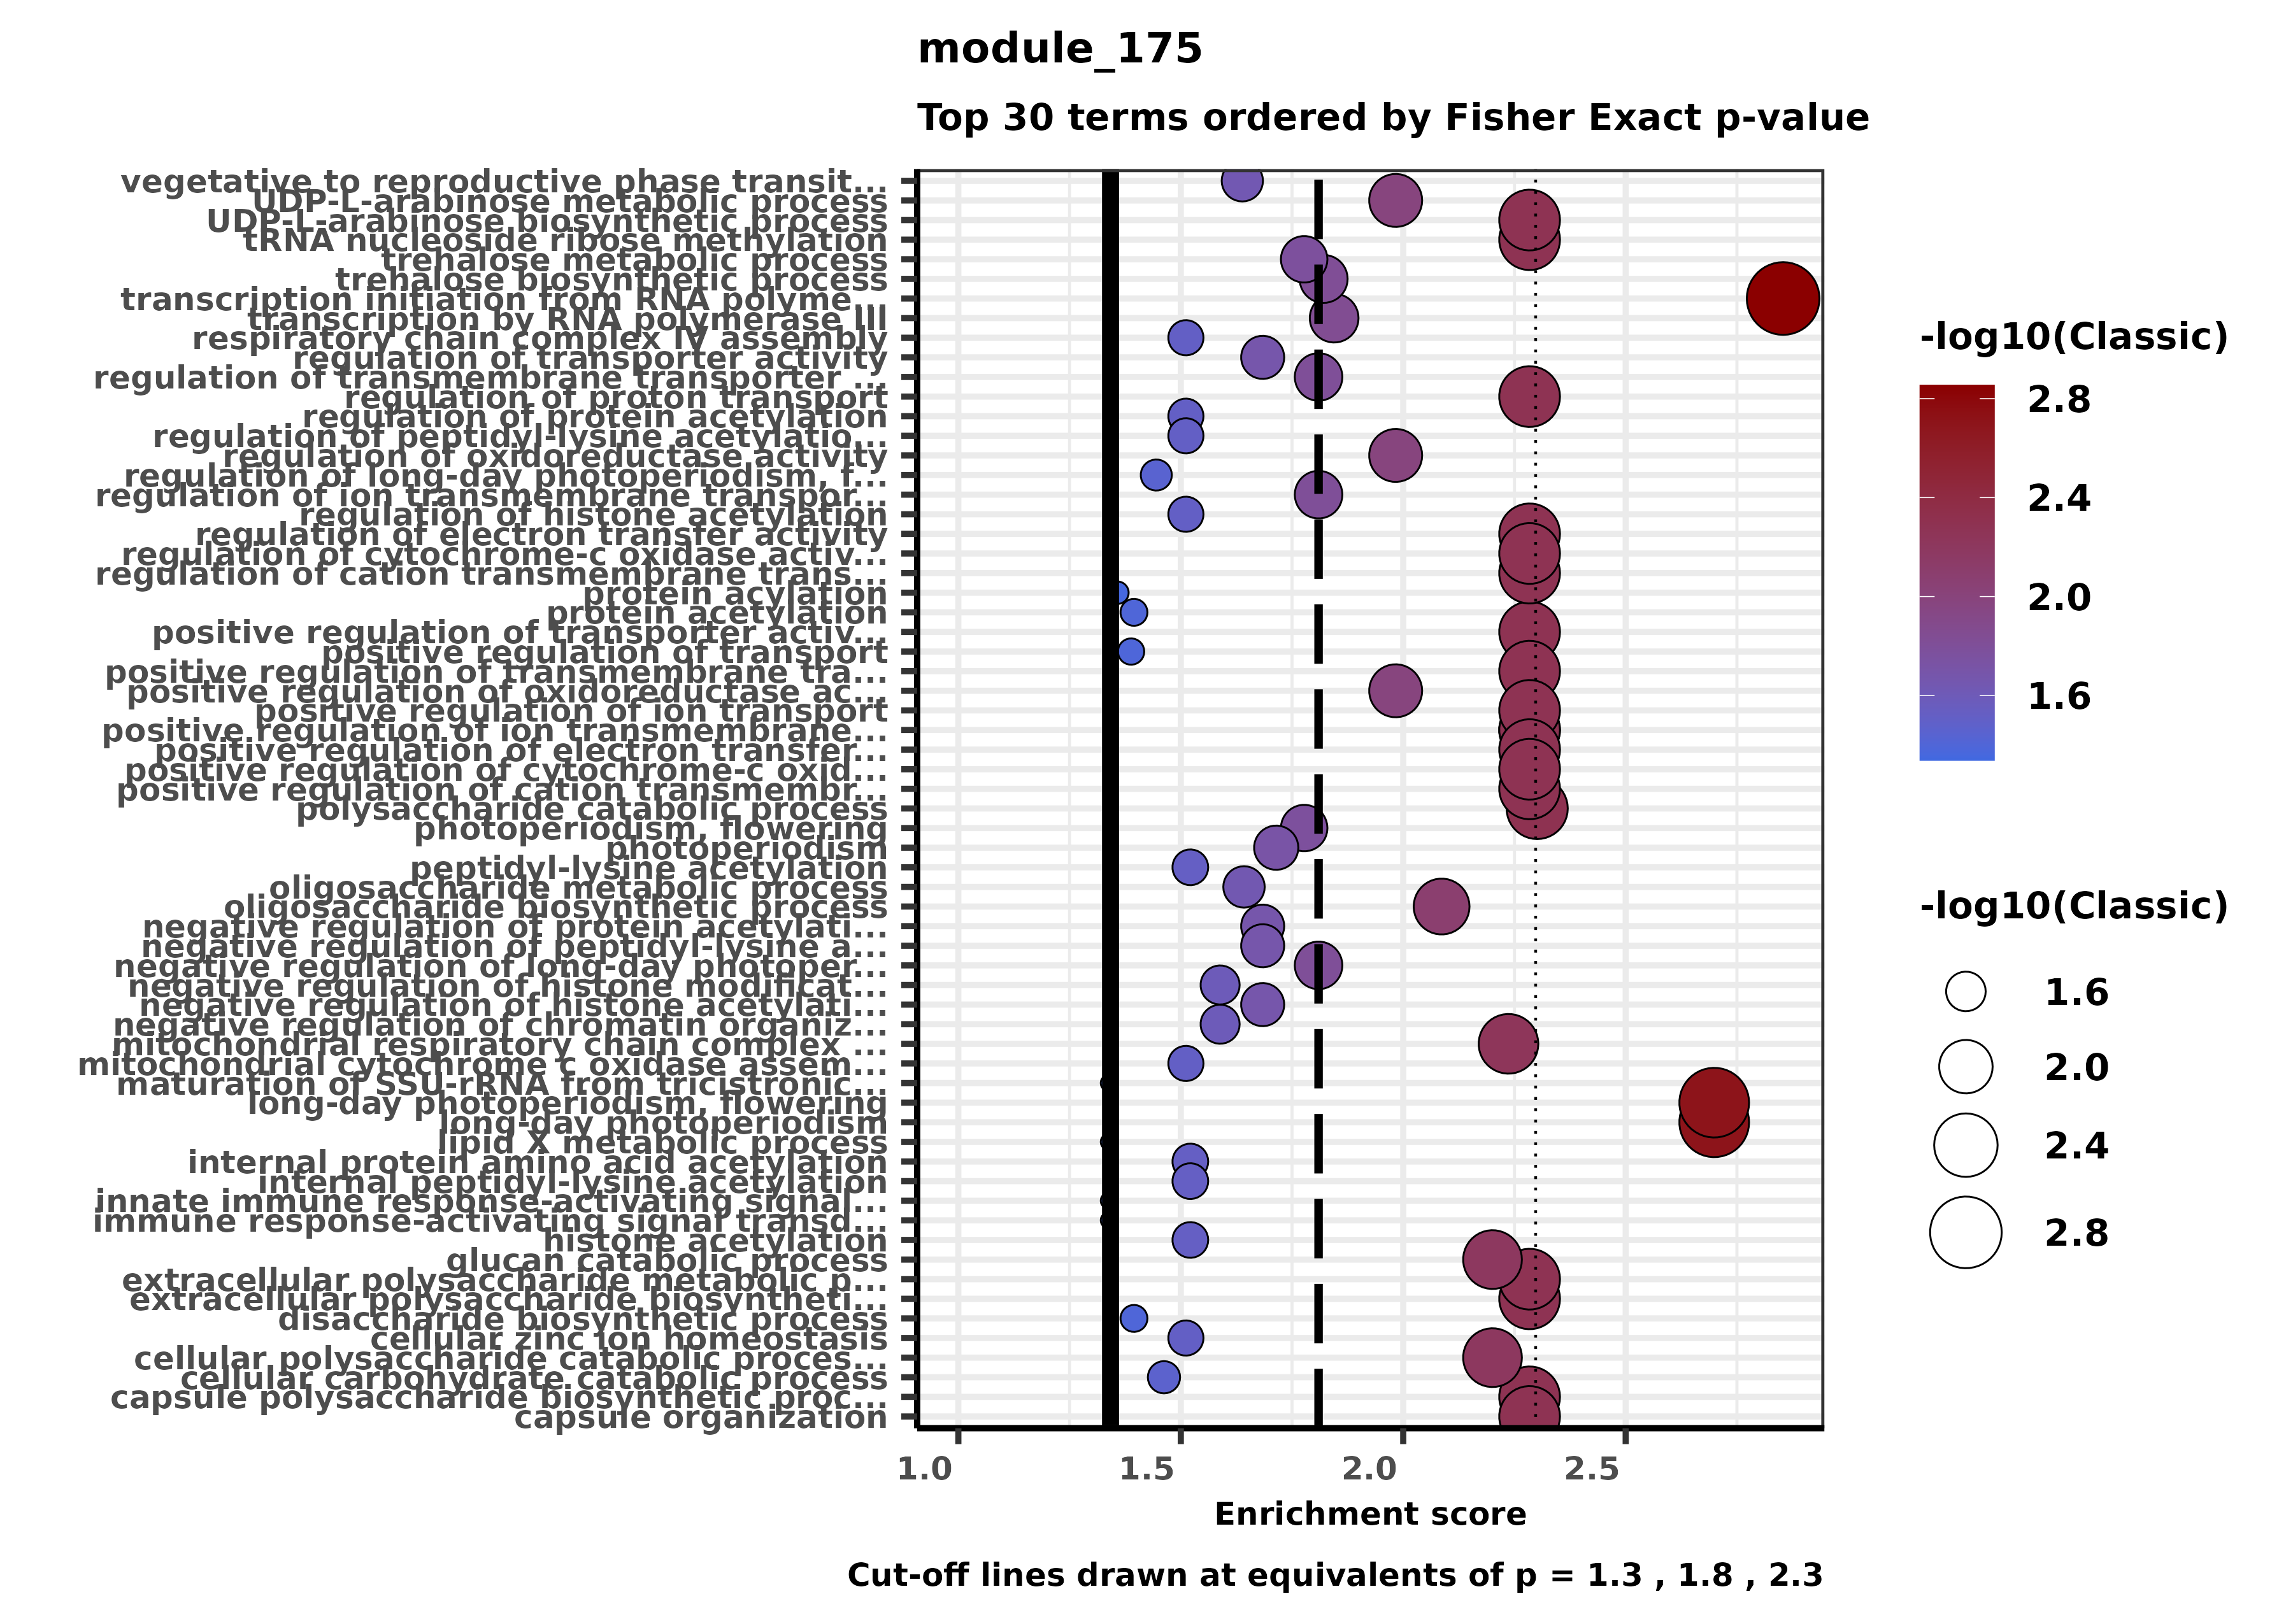 module_175
Top 30 terms ordered by Fisher Exact p-value
vegetative to reproductive phase transit...
UDP-L-arabinose metabolic process
UDP-L-arabinose biosynthetic process
tRNA nucleoside ribose methylation
trehalose metabolic process
trehalose biosynthetic process
transcription initiation from RNA polyme...
transcription by RNA polymerase III
respiratory chain complex IV assembly
regulation of transporter activity
regulation of transmembrane transporter ...
regulation of proton transport
regulation of protein acetylation
regulation of peptidyl-lysine acetylatio...
regulation of oxidoreductase activity
regulation of long-day photoperiodism, f...
regulation of ion transmembrane transpor...
regulation of histone acetylation
regulation of electron transfer activity
regulation of cytochrome-c oxidase activ...
regulation of cation transmembrane trans...
protein acylation
protein acetylation
positive regulation of transporter activ...
positive regulation of transport
positive regulation of transmembrane tra...
positive regulation of oxidoreductase ac...
positive regulation of ion transport
positive regulation of ion transmembrane...
positive regulation of electron transfer...
positive regulation of cytochrome-c oxid...
positive regulation of cation transmembr...
polysaccharide catabolic process
photoperiodism, flowering
photoperiodism
peptidyl-lysine acetylation
oligosaccharide metabolic process
oligosaccharide biosynthetic process
negative regulation of protein acetylati...
negative regulation of peptidyl-lysine a...
negative regulation of long-day photoper...
negative regulation of histone modificat...
negative regulation of histone acetylati...
negative regulation of chromatin organiz...
mitochondrial respiratory chain complex ...
mitochondrial cytochrome c oxidase assem...
maturation of SSU-rRNA from tricistronic...
long-day photoperiodism, flowering
long-day photoperiodism
lipid X metabolic process
internal protein amino acid acetylation
internal peptidyl-lysine acetylation
innate immune response-activating signal...
immune response-activating signal transd...
histone acetylation
glucan catabolic process
extracellular polysaccharide metabolic p...
extracellular polysaccharide biosyntheti...
disaccharide biosynthetic process
cellular zinc ion homeostasis
cellular polysaccharide catabolic proces...
cellular carbohydrate catabolic process
capsule polysaccharide biosynthetic proc...
capsule organization
1.0 1.5 2.0 2.5
Enrichment score
Cut-off lines drawn at equivalents of p = 1.3 , 1.8 , 2.3
-log10(Classic)
2.8
2.4
2.0
1.6
-log10(Classic)
1.6
2.0
2.4
2.8